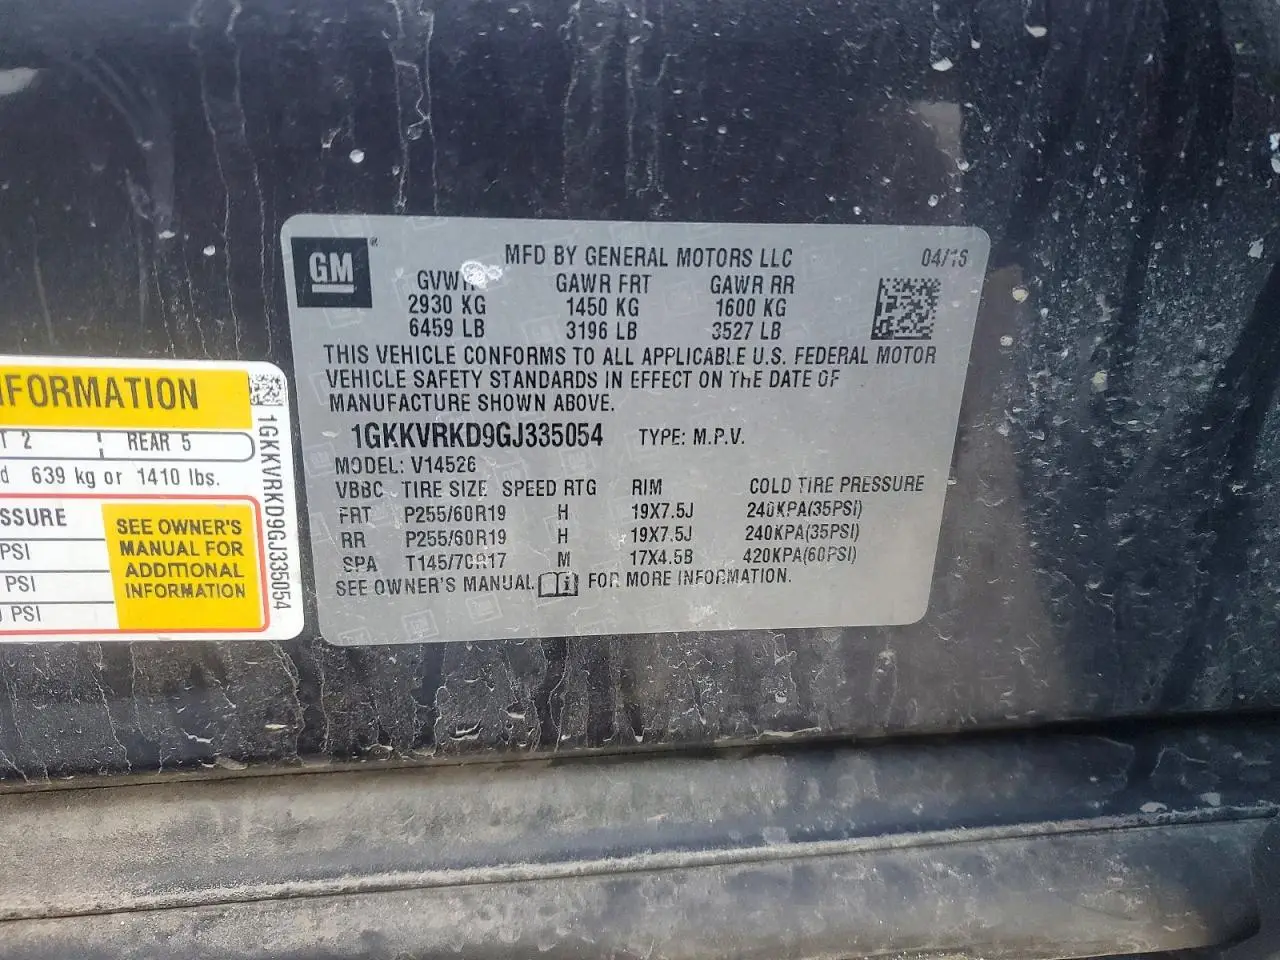 GM ®
MFD BY GENERAL MOTORS LLC 04/16
GVW GAWR FRT GAWR RR
2930 KG 1450 KG 1600 KG
6459 LB 3196 LB 3527 LB
THIS VEHICLE CONFORMS TO ALL APPLICABLE U.S. FEDERAL MOTOR
VEHICLE SAFETY STANDARDS IN EFFECT ON THE DATE OF
MANUFACTURE SHOWN ABOVE.
1GKKVRKD9GJ335054 TYPE: M.P.V.
MODEL: V14526
VBBC TIRE SIZE SPEED RTG RIM COLD TIRE PRESSURE
FRT P255/60R19 H 19X7.5J 240KPA(35PSI)
RR P255/60R19 H 19X7.5J 240KPA(35PSI)
SPA T145/70R17 M 17X4.5B 420KPA(60PSI)
SEE OWNER'S MANUAL FOR MORE INFORMATION.
NFORMATION
T 2 REAR 5
d 639 kg or 1410 lbs.
SSURE
PSI
PSI
PSI
SEE OWNER'S
MANUAL FOR
ADDITIONAL
INFORMATION
1GKKVRKD9GJ335054